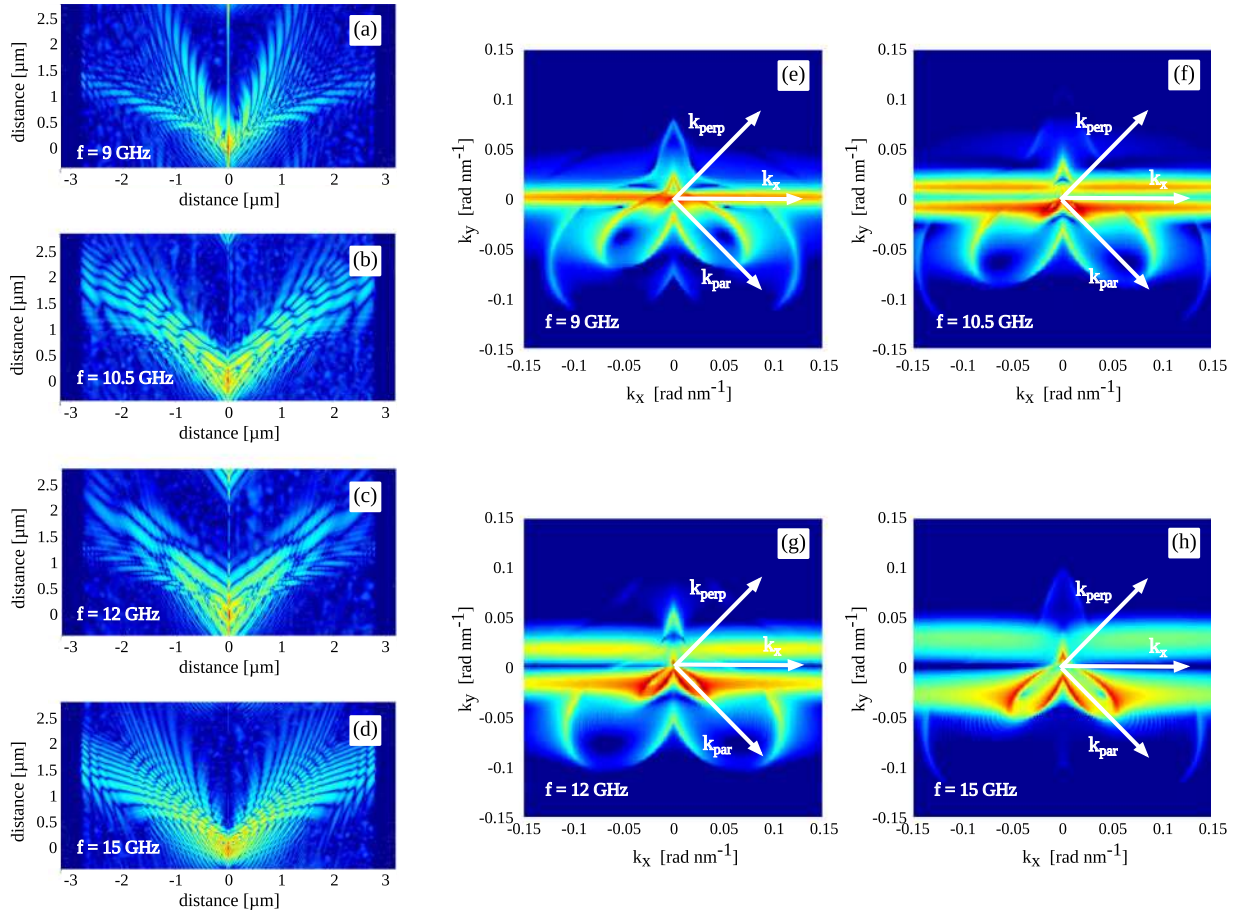 (a)
distance [µm]
2.5
2
1.5
1
0.5
0
f = 9 GHz
-3 -2 -1 0 1 2 3
distance [µm]
(b)
distance [µm]
2.5
2
1.5
1
0.5
0
f = 10.5 GHz
-3 -2 -1 0 1 2 3
distance [µm]
(c)
distance [µm]
2.5
2
1.5
1
0.5
0
f = 12 GHz
-3 -2 -1 0 1 2 3
distance [µm]
(d)
distance [µm]
2.5
2
1.5
1
0.5
0
f = 15 GHz
-3 -2 -1 0 1 2 3
distance [µm]
(e)
ky [rad nm-1]
0.15
0.1
0.05
0
-0.05
-0.1
-0.15
kperp
kx
kpar
f = 9 GHz
-0.15 -0.1 -0.05 0 0.05 0.1 0.15
kx [rad nm-1]
(f)
ky [rad nm-1]
0.15
0.1
0.05
0
-0.05
-0.1
-0.15
kperp
kx
kpar
f = 10.5 GHz
-0.15 -0.1 -0.05 0 0.05 0.1 0.15
kx [rad nm-1]
(g)
ky [rad nm-1]
0.15
0.1
0.05
0
-0.05
-0.1
-0.15
kperp
kx
kpar
f = 12 GHz
-0.15 -0.1 -0.05 0 0.05 0.1 0.15
kx [rad nm-1]
(h)
ky [rad nm-1]
0.15
0.1
0.05
0
-0.05
-0.1
-0.15
kperp
kx
kpar
f = 15 GHz
-0.15 -0.1 -0.05 0 0.05 0.1 0.15
kx [rad nm-1]